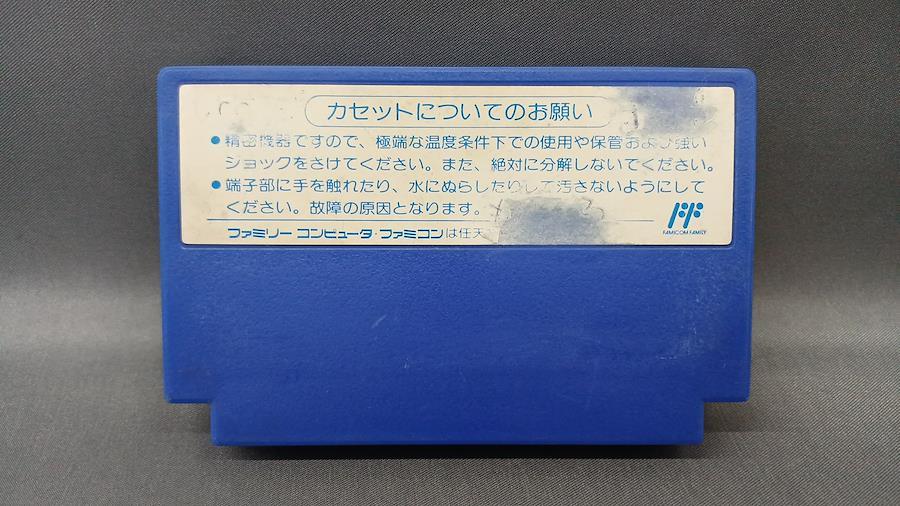 カセットについてのお願い
●精密機器ですので、極端な温度条件下での使用や保管および強い
ショックをさけてください。また、絶対に分解しないでください。
●端子部に手を触れたり、水にぬらしたりして汚さないようにして
ください。故障の原因となります。
ファミリーコンピュータ・ファミコンは任天
FAMICOM FAMILY